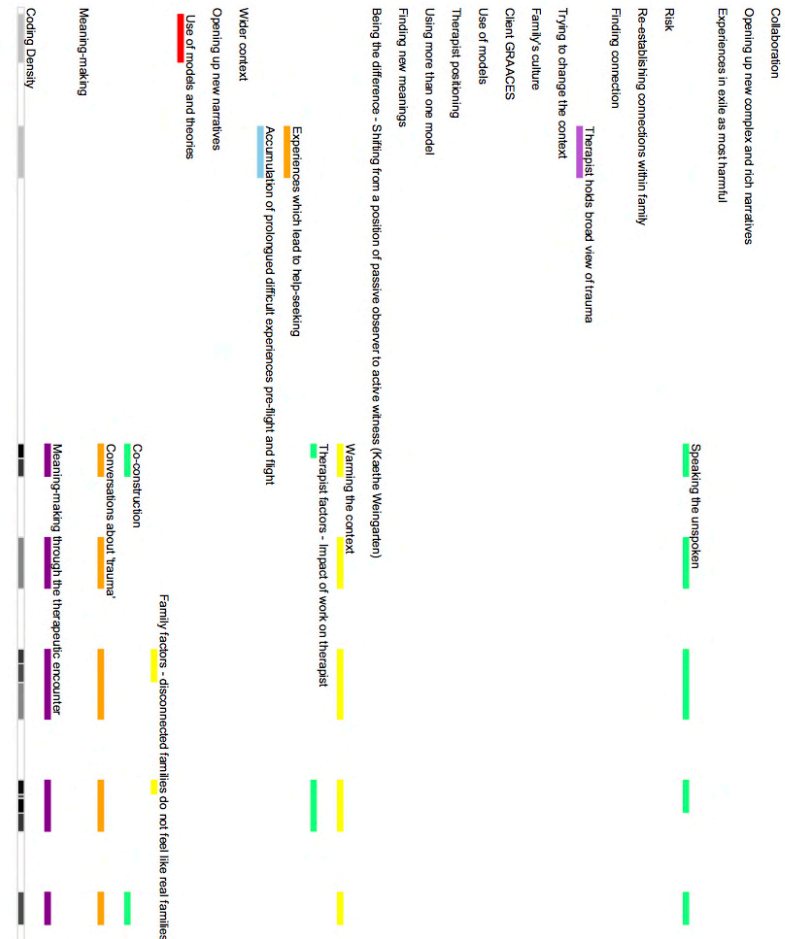 Collaboration
Opening up new complex and rich narratives
Experiences in exile as most harmful
Speaking the unspoken
Risk
Re-establishing connections within family
Finding connection
Therapist holds broad view of trauma
Trying to change the context
Family's culture
Client GRAACES
Use of models
Therapist positioning
Using more than one model
Finding new meanings
Being the difference - Shifting from a position of passive observer to active witness (Kaethe Weingarten)
Warming the context
Therapist factors - Impact of work on therapist
Experiences which lead to help-seeking
Accumulation of prolongued difficult experiences pre-flight and flight
Wider context
Opening up new narratives
Use of models and theories
Family factors - disconnected families do not feel like real families
Co-construction
Conversations about 'trauma'
Meaning-making
Meaning-making through the therapeutic encounter
Coding Density